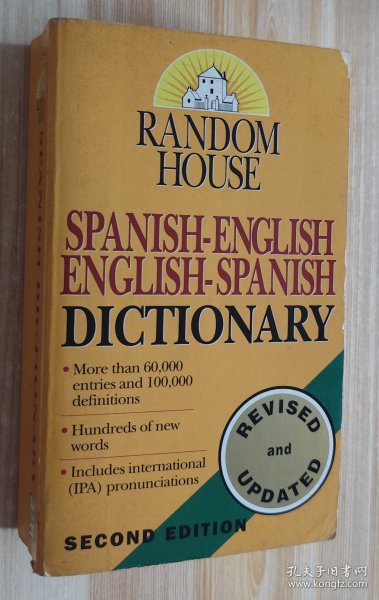 RANDOM
HOUSE
SPANISH-ENGLISH
ENGLISH-SPANISH
DICTIONARY
• More than 60,000
entries and 100,000
definitions
• Hundreds of new
words
• Includes international
(IPA) pronunciations
REVISED
and
UPDATED
SECOND EDITION
孔夫子旧书网
www.kongfz.com